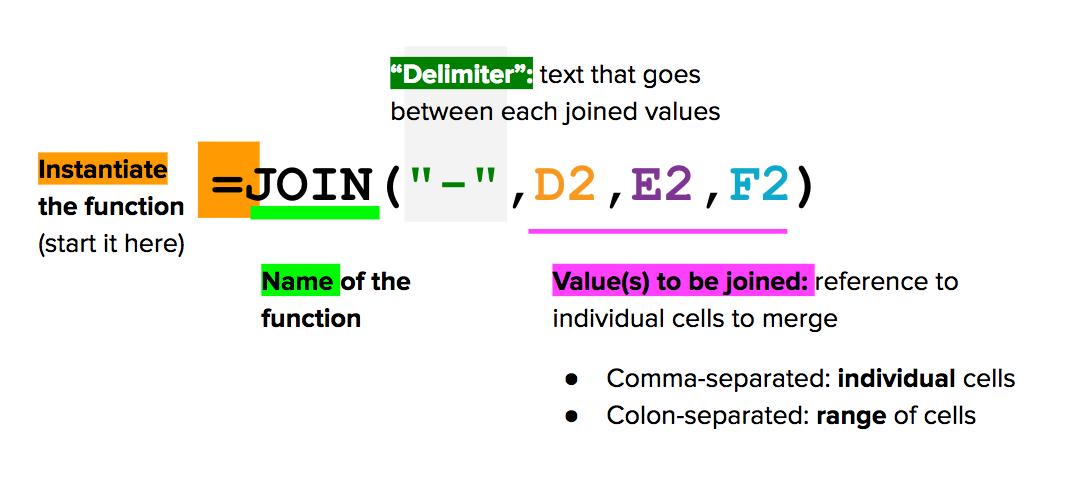 “Delimiter”: text that goes
between each joined values
Instantiate
the function
(start it here)
=JOIN("-",D2,E2,F2)
Name of the
function
Value(s) to be joined: reference to
individual cells to merge
● Comma-separated: individual cells
● Colon-separated: range of cells